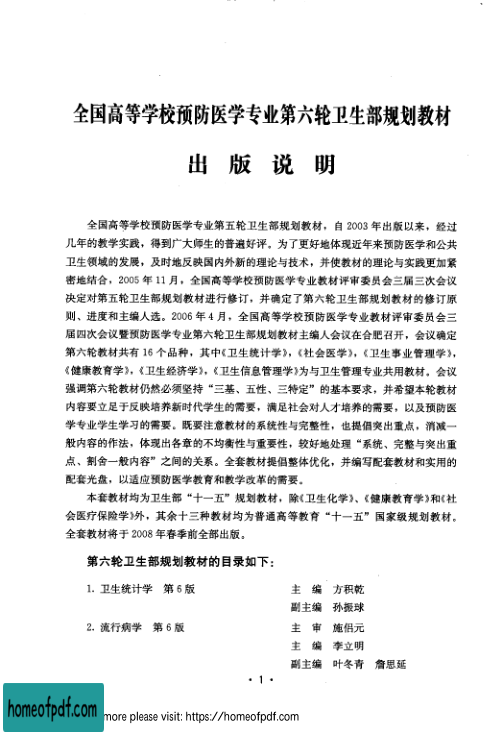 全国高等学校预防医学专业第六轮卫生部规划教材
出 版 说 明
全国高等学校预防医学专业第五轮卫生部规划教材，自 2003 年出版以来，经过
几年的教学实践，得到广大师生的普遍好评。为了更好地体现近年来预防医学和公共
卫生领域的发展，及时地反映国内外新的理论与技术，并使教材的理论与实践更加紧
密地结合，2005 年 11 月，全国高等学校预防医学专业教材评审委员会三届三次会议
决定对第五轮卫生部规划教材进行修订，并确定了第六轮卫生部规划教材的修订原
则、进度和主编人选。2006 年 4 月，全国高等学校预防医学专业教材评审委员会三
届四次会议暨预防医学专业第六轮卫生部规划教材主编人会议在合肥召开，会议确定
第六轮教材共有 16 个品种，其中《卫生统计学》，《社会医学》，《卫生事业管理学》，
《健康教育学》，《卫生经济学》，《卫生信息管理学》为与卫生管理专业共用教材。会议
强调第六轮教材仍然必须坚持“三基、五性、三特定”的基本要求，并希望本轮教材
内容要立足于反映培养新时代学生的需要，满足社会对人才培养的需要，以及预防医
学专业学生学习的需要。既要注意教材的系统性与完整性，也提倡突出重点，消减一
般内容的作法，体现出各章的不均衡性与重要性，较好地处理“系统、完整与突出重
点、割舍一般内容”之间的关系。全套教材提倡整体优化，并编写配套教材和实用的
配套光盘，以适应预防医学教育和教学改革的需要。
本套教材均为卫生部“十一五”规划教材，除《卫生化学》、《健康教育学》和《社
会医疗保险学》外，其余十三种教材均为普通高等教育“十一五”国家级规划教材。
全套教材将于 2008 年春季前全部出版。
第六轮卫生部规划教材的目录如下：
1. 卫生统计学 第 6 版 主 编 方积乾
副主编 孙振球
2. 流行病学 第 6 版 主 审 施侣元
主 编 李立明
副主编 叶冬青 詹思延
· 1 ·
homeofpdf.com more please visit: https://homeofpdf.com